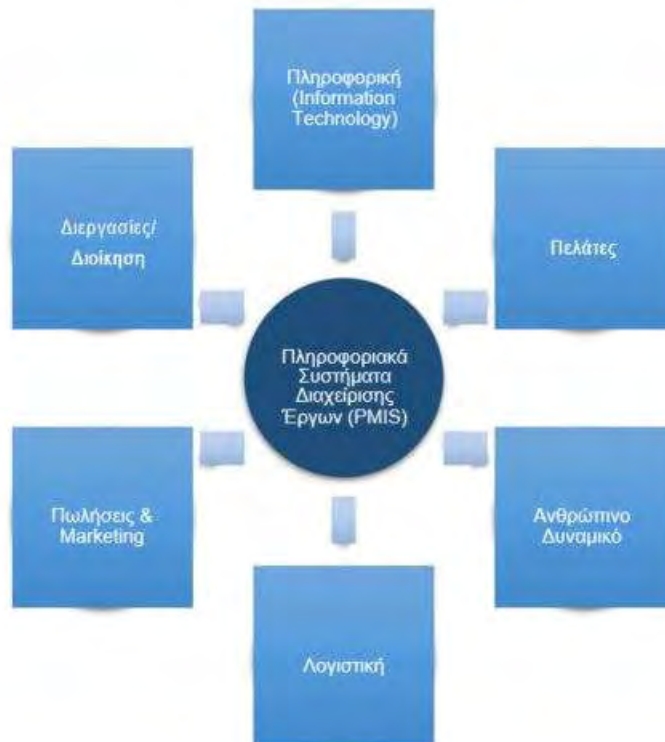 Πληροφορική
(Information
Technology)
Διεργασίες/
Διοίκηση
Πελάτες
Πληροφοριακά
Συστήματα
Διαχείρισης
Έργων (PMIS)
Πωλήσεις &
Marketing
Ανθρώπινο
Δυναμικό
Λογιστική